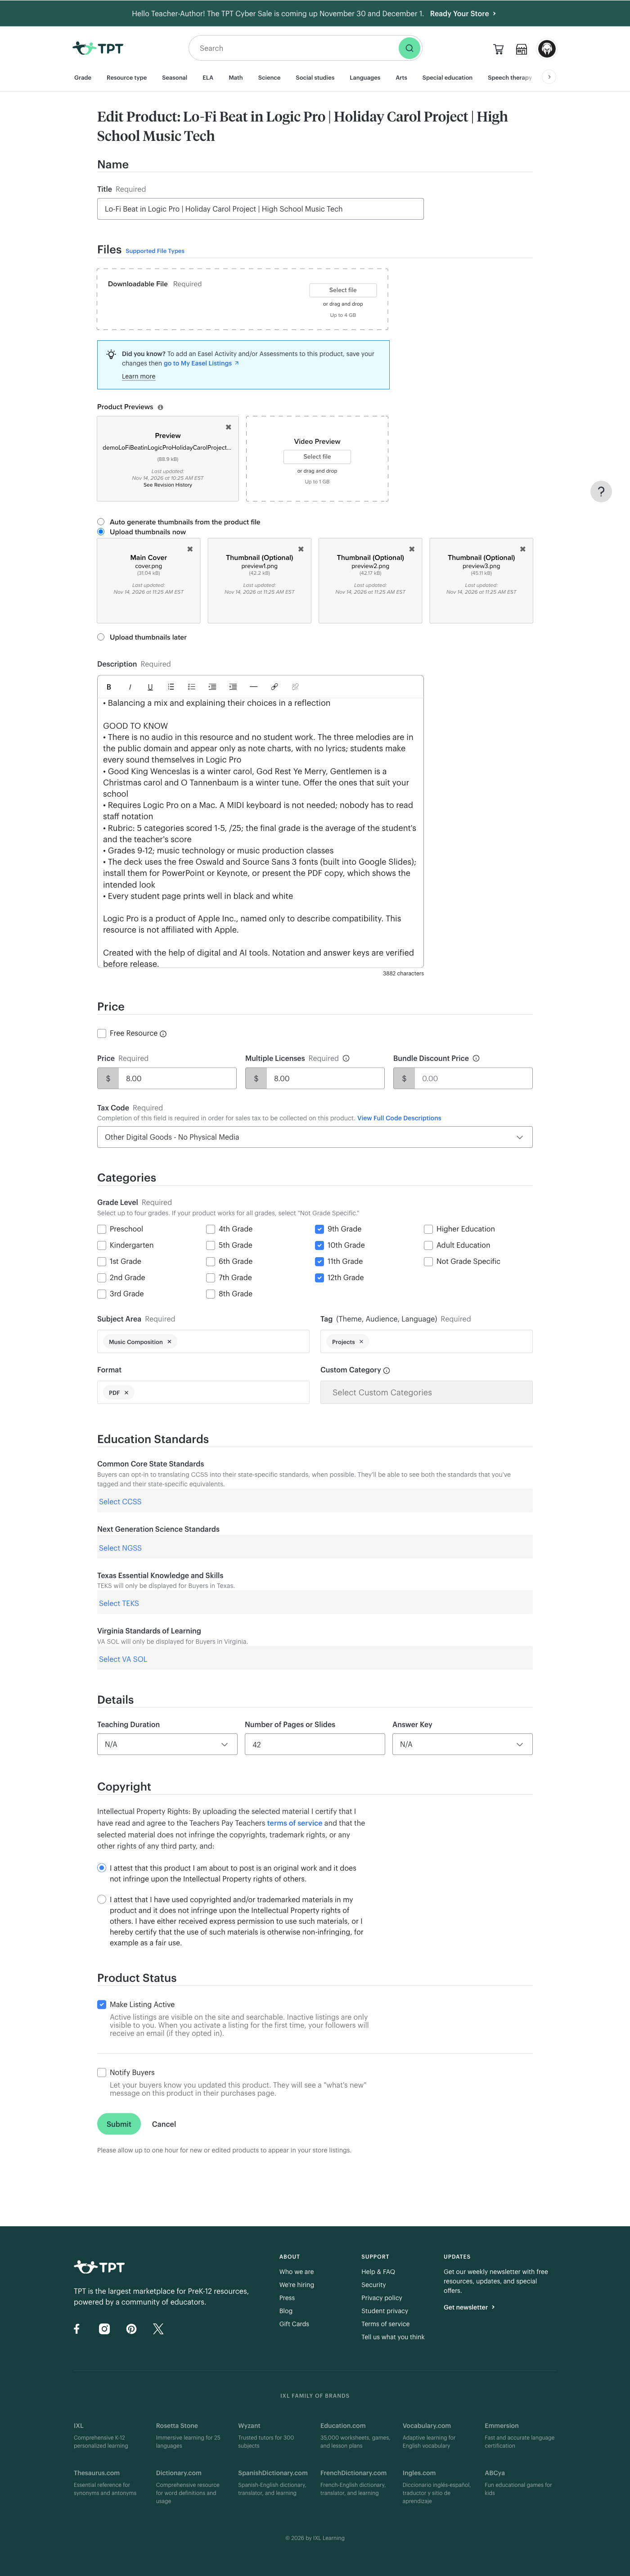 Hello Teacher-Author! The TPT Cyber Sale is coming up November 30 and December 1. Ready Your Store >
TPT
Search
Grade Resource type Seasonal ELA Math Science Social studies Languages Arts Special education Speech therapy
Edit Product: Lo-Fi Beat in Logic Pro | Holiday Carol Project | High
School Music Tech
Name
Title Required
Lo-Fi Beat in Logic Pro | Holiday Carol Project | High School Music Tech
Files Supported File Types
Downloadable File Required
Select file
or drag and drop
Up to 4 GB
Did you know? To add an Easel Activity and/or Assessments to this product, save your
changes then go to My Easel Listings
Learn more
Product Previews
Preview
demoLoFiBeatinLogicProHolidayCarolProject...
(88.9 kB)
Last updated:
Nov 14, 2026 at 10:25 AM EST
See Revision History
Video Preview
Select file
or drag and drop
Up to 1 GB
?
Auto generate thumbnails from the product file
Upload thumbnails now
Main Cover
cover.png
(31.04 kB)
Last updated:
Nov 14, 2026 at 11:25 AM EST
Thumbnail (Optional)
preview1.png
(42.2 kB)
Last updated:
Nov 14, 2026 at 11:25 AM EST
Thumbnail (Optional)
preview2.png
(42.17 kB)
Last updated:
Nov 14, 2026 at 11:25 AM EST
Thumbnail (Optional)
preview3.png
(45.11 kB)
Last updated:
Nov 14, 2026 at 11:25 AM EST
Upload thumbnails later
Description Required
B I U
• Balancing a mix and explaining their choices in a reflection
GOOD TO KNOW
• There is no audio in this resource and no student work. The three melodies are in
the public domain and appear only as note charts, with no lyrics; students make
every sound themselves in Logic Pro
• Good King Wenceslas is a winter carol, God Rest Ye Merry, Gentlemen is a
Christmas carol and O Tannenbaum is a winter tune. Offer the ones that suit your
school
• Requires Logic Pro on a Mac. A MIDI keyboard is not needed; nobody has to read
staff notation
• Rubric: 5 categories scored 1-5, /25; the final grade is the average of the student's
and the teacher's score
• Grades 9-12; music technology or music production classes
• The deck uses the free Oswald and Source Sans 3 fonts (built into Google Slides);
install them for PowerPoint or Keynote, or present the PDF copy, which shows the
intended look
• Every student page prints well in black and white
Logic Pro is a product of Apple Inc., named only to describe compatibility. This
resource is not affiliated with Apple.
Created with the help of digital and AI tools. Notation and answer keys are verified
before release.
3882 characters
Price
Free Resource
Price Required
$ 8.00
Multiple Licenses Required
$ 8.00
Bundle Discount Price
$ 0.00
Tax Code Required
Completion of this field is required in order for sales tax to be collected on this product. View Full Code Descriptions
Other Digital Goods - No Physical Media
Categories
Grade Level Required
Select up to four grades. If your product works for all grades, select "Not Grade Specific."
Preschool 4th Grade 9th Grade Higher Education
Kindergarten 5th Grade 10th Grade Adult Education
1st Grade 6th Grade 11th Grade Not Grade Specific
2nd Grade 7th Grade 12th Grade
3rd Grade 8th Grade
Subject Area Required
Music Composition
Tag (Theme, Audience, Language) Required
Projects
Format
PDF
Custom Category
Select Custom Categories
Education Standards
Common Core State Standards
Buyers can opt-in to translating CCSS into their state-specific standards, when possible. They'll be able to see both the standards that you've
tagged and their state-specific equivalents.
Select CCSS
Next Generation Science Standards
Select NGSS
Texas Essential Knowledge and Skills
TEKS will only be displayed for Buyers in Texas.
Select TEKS
Virginia Standards of Learning
VA SOL will only be displayed for Buyers in Virginia.
Select VA SOL
Details
Teaching Duration
N/A
Number of Pages or Slides
42
Answer Key
N/A
Copyright
Intellectual Property Rights: By uploading the selected material I certify that I
have read and agree to the Teachers Pay Teachers terms of service and that the
selected material does not infringe the copyrights, trademark rights, or any
other rights of any third party, and:
I attest that this product I am about to post is an original work and it does
not infringe upon the Intellectual Property rights of others.
I attest that I have used copyrighted and/or trademarked materials in my
product and it does not infringe upon the Intellectual Property rights of
others. I have either received express permission to use such materials, or I
hereby certify that the use of such materials is otherwise non-infringing, for
example as a fair use.
Product Status
Make Listing Active
Active listings are visible on the site and searchable. Inactive listings are only
visible to you. When you activate a listing for the first time, your followers will
receive an email (if they opted in).
Notify Buyers
Let your buyers know you updated this product. They will see a "what's new"
message on this product in their purchases page.
Submit Cancel
Please allow up to one hour for new or edited products to appear in your store listings.
TPT
TPT is the largest marketplace for PreK-12 resources,
powered by a community of educators.
ABOUT
Who we are
We're hiring
Press
Blog
Gift Cards
SUPPORT
Help & FAQ
Security
Privacy policy
Student privacy
Terms of service
Tell us what you think
UPDATES
Get our weekly newsletter with free
resources, updates, and special
offers.
Get newsletter >
IXL FAMILY OF BRANDS
IXL
Comprehensive K-12
personalized learning
Rosetta Stone
Immersive learning for 25
languages
Wyzant
Trusted tutors for 300
subjects
Education.com
35,000 worksheets, games,
and lesson plans
Vocabulary.com
Adaptive learning for
English vocabulary
Emmersion
Fast and accurate language
certification
Thesaurus.com
Essential reference for
synonyms and antonyms
Dictionary.com
Comprehensive resource
for word definitions and
usage
SpanishDictionary.com
Spanish-English dictionary,
translator, and learning
FrenchDictionary.com
French-English dictionary,
translator, and learning
Ingles.com
Diccionario inglés-español,
traductor y sitio de
aprendizaje
ABCya
Fun educational games for
kids
© 2026 by IXL Learning